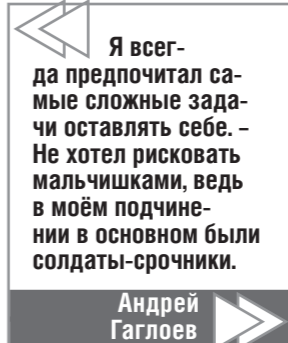 Я всег-
да предпочитал са-
мые сложные зада-
чи оставлять себе. –
Не хотел рисковать
мальчишками, ведь
в моём подчине-
нии в основном были
солдаты-срочники.
Андрей
Гаглоев